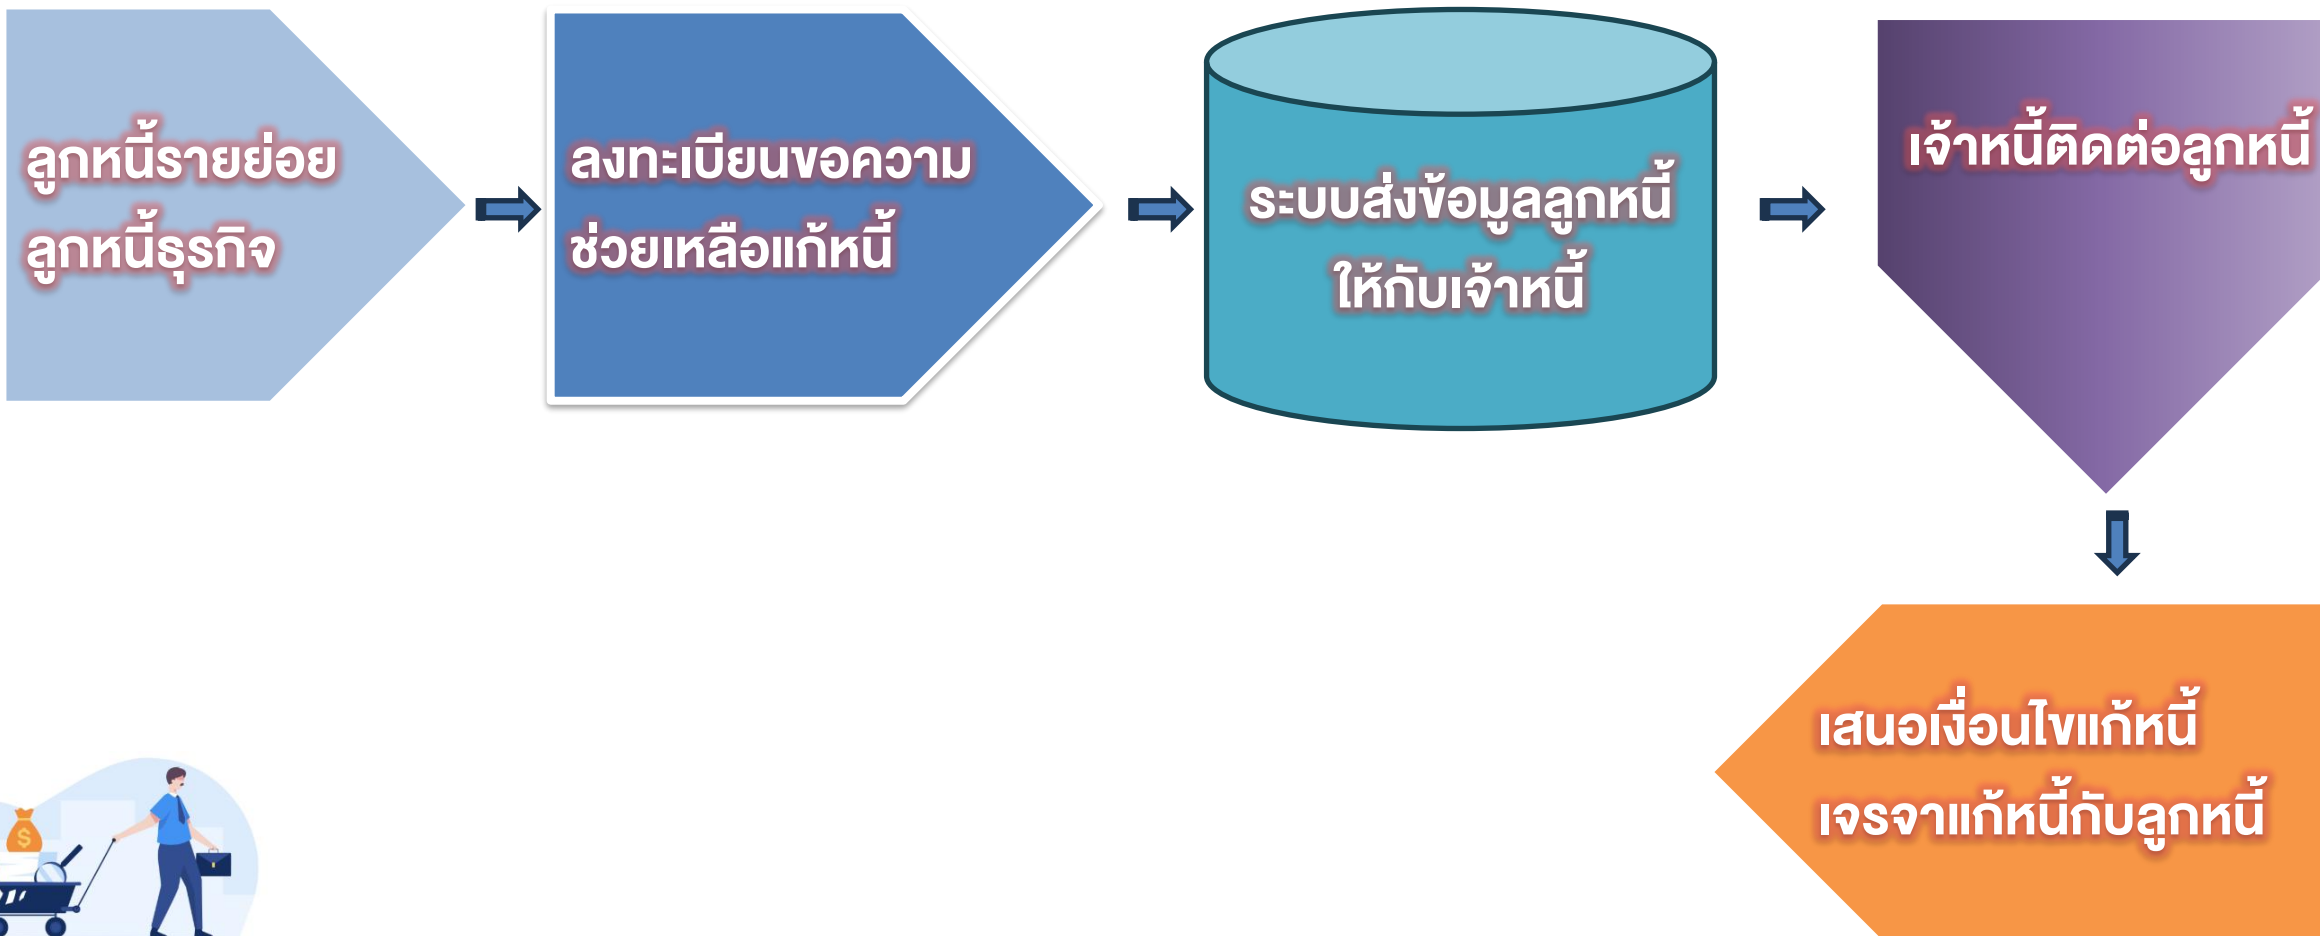 ลูกหนี้รายย่อย
ลูกหนี้ธุรกิจ
ลงทะเบียนขอความ
ช่วยเหลือแก้หนี้
ระบบส่งข้อมูลลูกหนี้
ให้กับเจ้าหนี้
เจ้าหนี้ติดต่อลูกหนี้
เสนอเงื่อนไขแก้หนี้
เจรจาแก้หนี้กับลูกหนี้
$